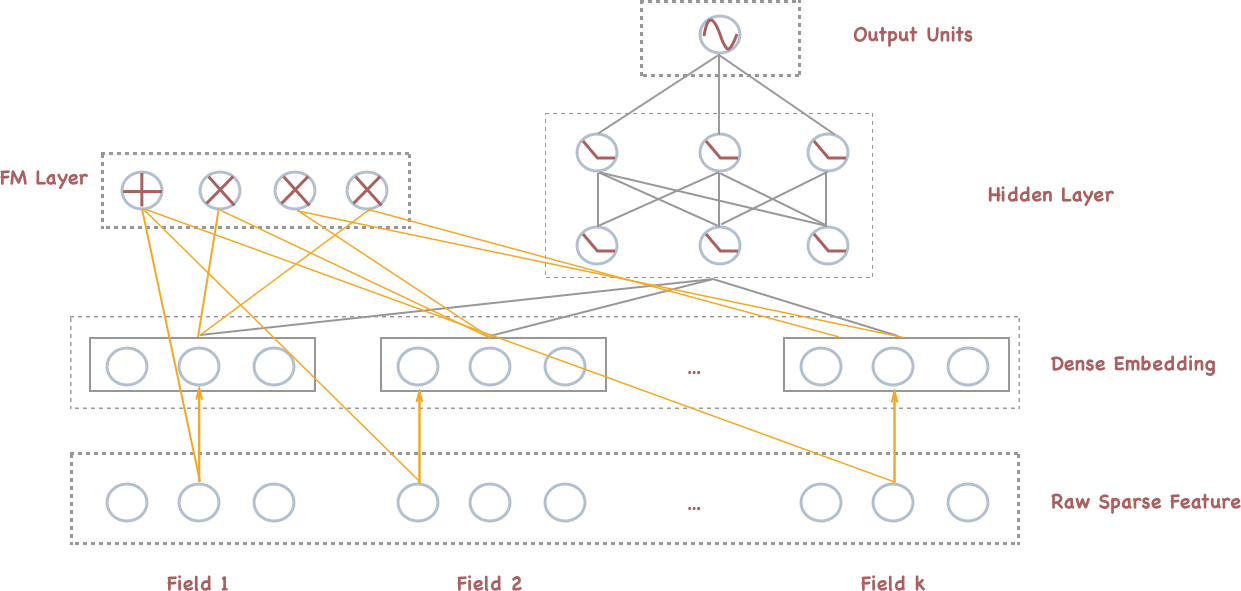 Output Units
FM Layer
Hidden Layer
Dense Embedding
...
...
Raw Sparse Feature
Field 1
Field 2
Field k